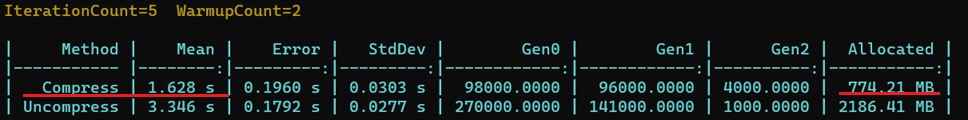 IterationCount=5  WarmupCount=2
|     Method |    Mean |    Error |   StdDev |        Gen0 |        Gen1 |      Gen2 |  Allocated |
|----------- |--------:|---------:|---------:|------------:|------------:|----------:|-----------:|
|   Compress | 1.628 s | 0.1960 s | 0.0303 s |  98000.0000 |  96000.0000 | 4000.0000 |  774.21 MB |
| Uncompress | 3.346 s | 0.1792 s | 0.0277 s | 270000.0000 | 141000.0000 | 1000.0000 | 2186.41 MB |